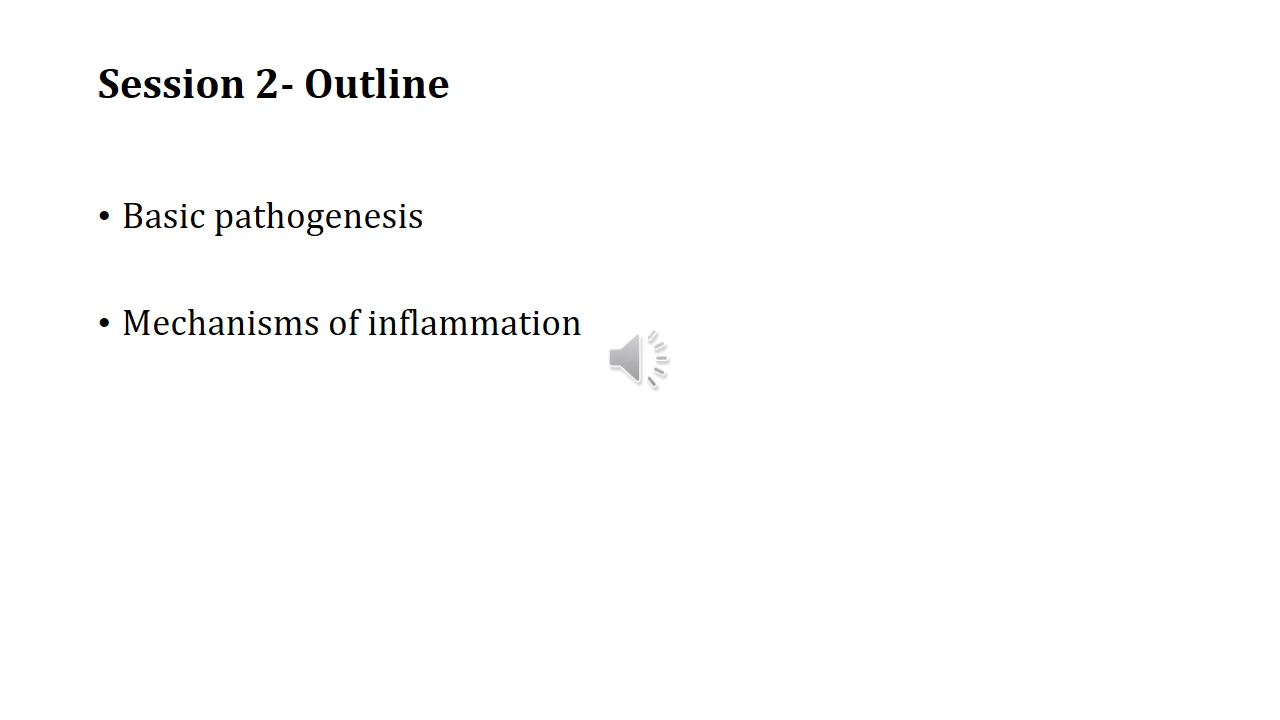 Session 2- Outline
• Basic pathogenesis
• Mechanisms of inflammation